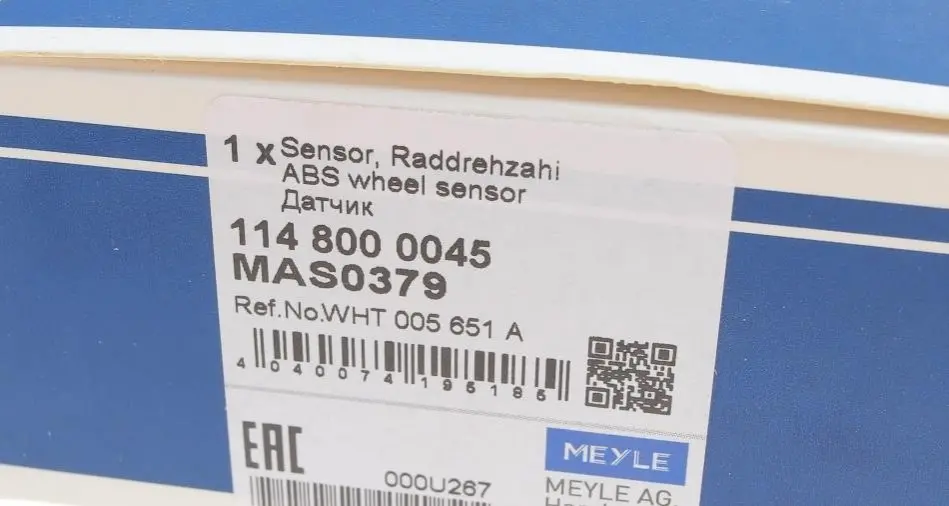 1 x Sensor, Raddrehzahl
ABS wheel sensor
Датчик
114 800 0045
MAS0379
Ref.No.WHT 005 651 A
4 040074 195185
EAC
000U267
MEYLE
MEYLE AG,